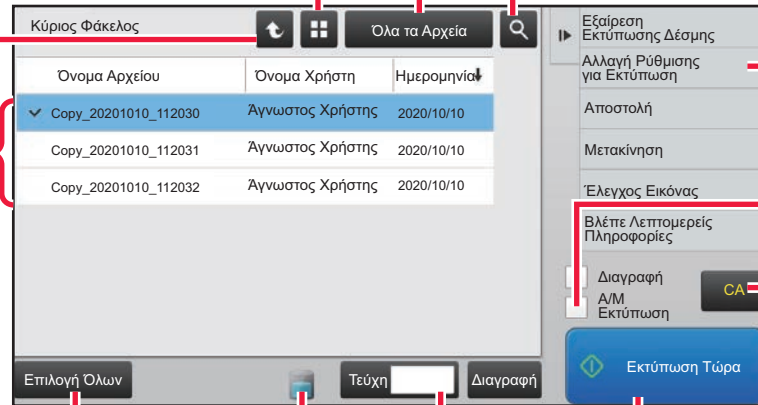 Κύριος Φάκελος
Όλα τα Αρχεία
Όνομα Αρχείου Όνομα Χρήστη Ημερομηνία
Copy_20201010_112030 Άγνωστος Χρήστης 2020/10/10
Copy_20201010_112031 Άγνωστος Χρήστης 2020/10/10
Copy_20201010_112032 Άγνωστος Χρήστης 2020/10/10
Επιλογή Όλων
Τεύχη
Διαγραφή
Εξαίρεση
Εκτύπωσης Δέσμης
Αλλαγή Ρύθμισης
για Εκτύπωση
Αποστολή
Μετακίνηση
Έλεγχος Εικόνας
Βλέπε Λεπτομερείς
Πληροφορίες
Διαγραφή
Α/Μ
Εκτύπωση
CA
Εκτύπωση Τώρα